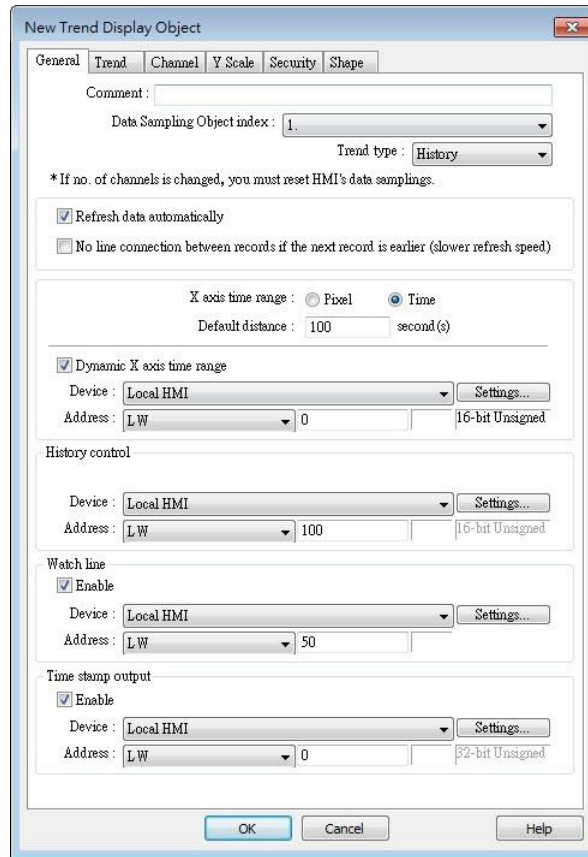 New Trend Display Object
General Trend Channel Y Scale Security Shape
Comment :
Data Sampling Object index : 1.
Trend type : History
* If no. of channels is changed, you must reset HMI's data samplings.
Refresh data automatically
No line connection between records if the next record is earlier (slower refresh speed)
X axis time range : Pixel Time
Default distance : 100 second(s)
Dynamic X axis time range
Device : Local HMI Settings...
Address : LW 0 16-bit Unsigned
History control
Device : Local HMI Settings...
Address : LW 100 16-bit Unsigned
Watch line
Enable
Device : Local HMI Settings...
Address : LW 50
Time stamp output
Enable
Device : Local HMI Settings...
Address : LW 0 32-bit Unsigned
OK Cancel Help